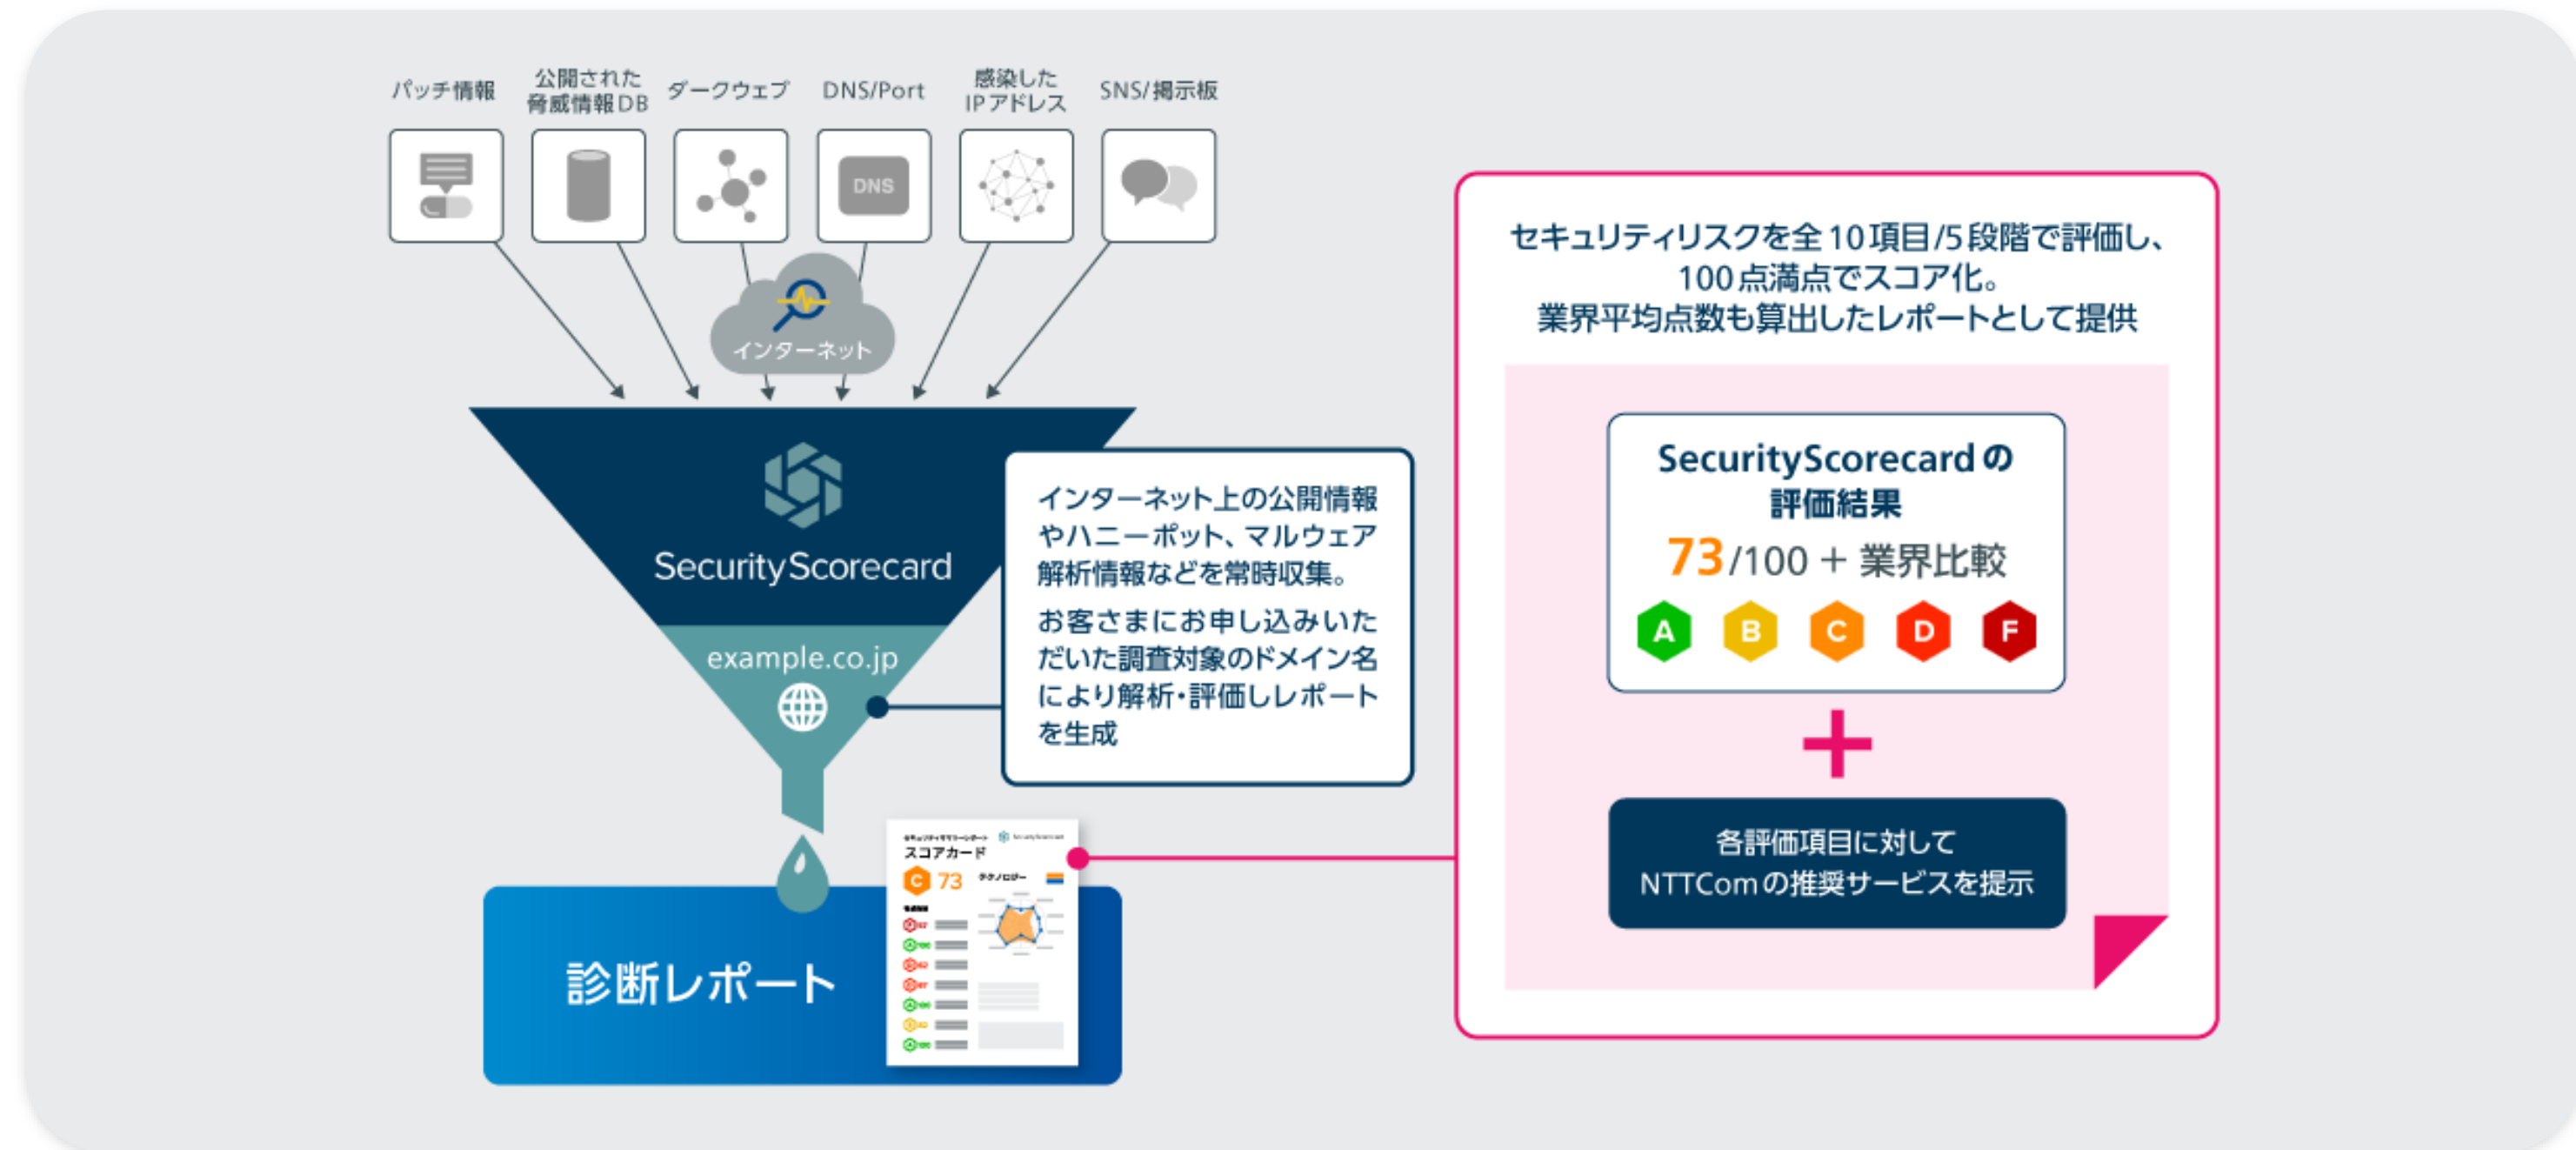 パッチ情報
公開された
脅威情報DB
ダークウェブ
DNS/Port
感染した
IPアドレス
SNS/掲示板
DNS
インターネット
SecurityScorecard
example.co.jp
インターネット上の公開情報
やハニーポット、マルウェア
解析情報などを常時収集。
お客さまにお申し込みいた
だいた調査対象のドメイン名
により解析・評価しレポート
を生成
診断レポート
SecurityScorecard
スコアカード
C 73
テクノロジー
セキュリティリスクを全10項目/5段階で評価し、
100点満点でスコア化。
業界平均点数も算出したレポートとして提供
SecurityScorecardの
評価結果
73/100 + 業界比較
A B C D F
各評価項目に対して
NTTComの推奨サービスを提示